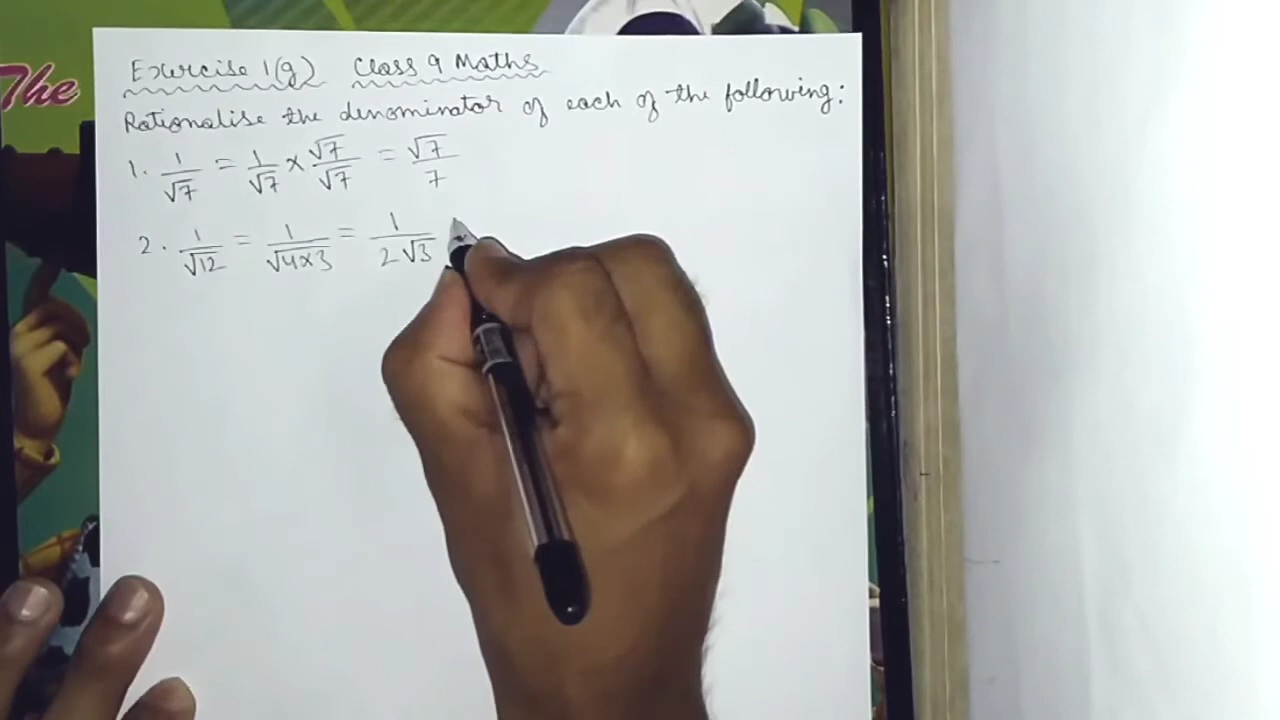 The
Exercise 1(g) Class 9 Maths
Rationalise the denominator of each of the following:
1. 1/√7 = 1/√7 × √7/√7 = √7/7
2. 1/√12 = 1/√4×3 = 1/2√3